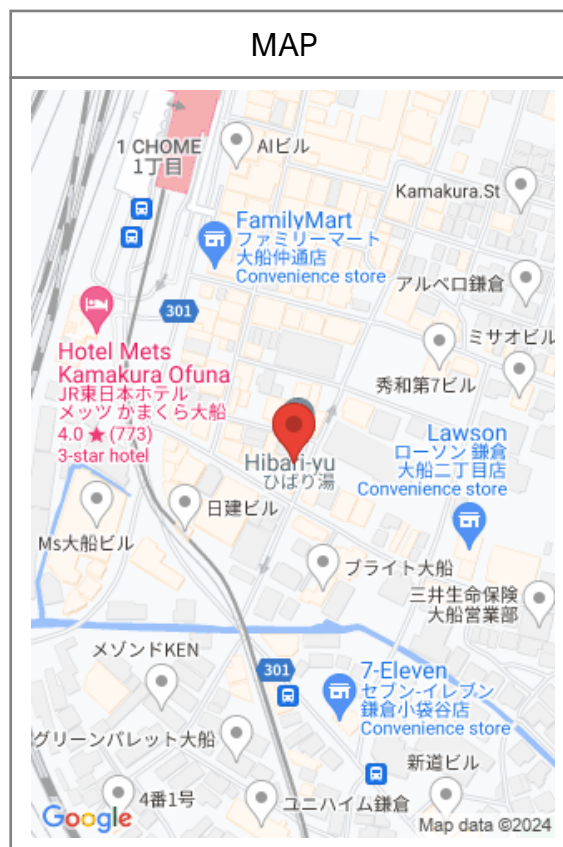 MAP
1 CHOME
1丁目
AIビル
Kamakura.St
FamilyMart
ファミリーマート
大船仲通店
Convenience store
アルベロ鎌倉
301
ミサオビル
Hotel Mets
Kamakura Ofuna
JR東日本ホテル
メッツ かまくら大船
4.0 ★ (773)
3-star hotel
秀和第7ビル
Lawson
ローソン 鎌倉
大船二丁目店
Convenience store
Hibari-yu
ひばり湯
日建ビル
Ms大船ビル
ブライト大船
三井生命保険
大船営業部
メゾンドKEN
301
7-Eleven
セブン-イレブン
鎌倉小袋谷店
Convenience store
グリーンバレット大船
新道ビル
4番1号
ユニハイム鎌倉
Google
Map data ©2024